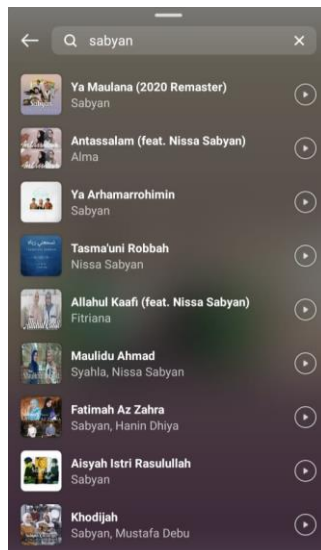 sabyan
Ya Maulana (2020 Remaster)
Sabyan
Antassalam (feat. Nissa Sabyan)
Alma
Ya Arhamarrohimin
Sabyan
Tasma'uni Robbah
Nissa Sabyan
Allahul Kaafi (feat. Nissa Sabyan)
Fitriana
Maulidu Ahmad
Syahla, Nissa Sabyan
Fatimah Az Zahra
Sabyan, Hanin Dhiya
Aisyah Istri Rasulullah
Sabyan
Khodijah
Sabyan, Mustafa Debu